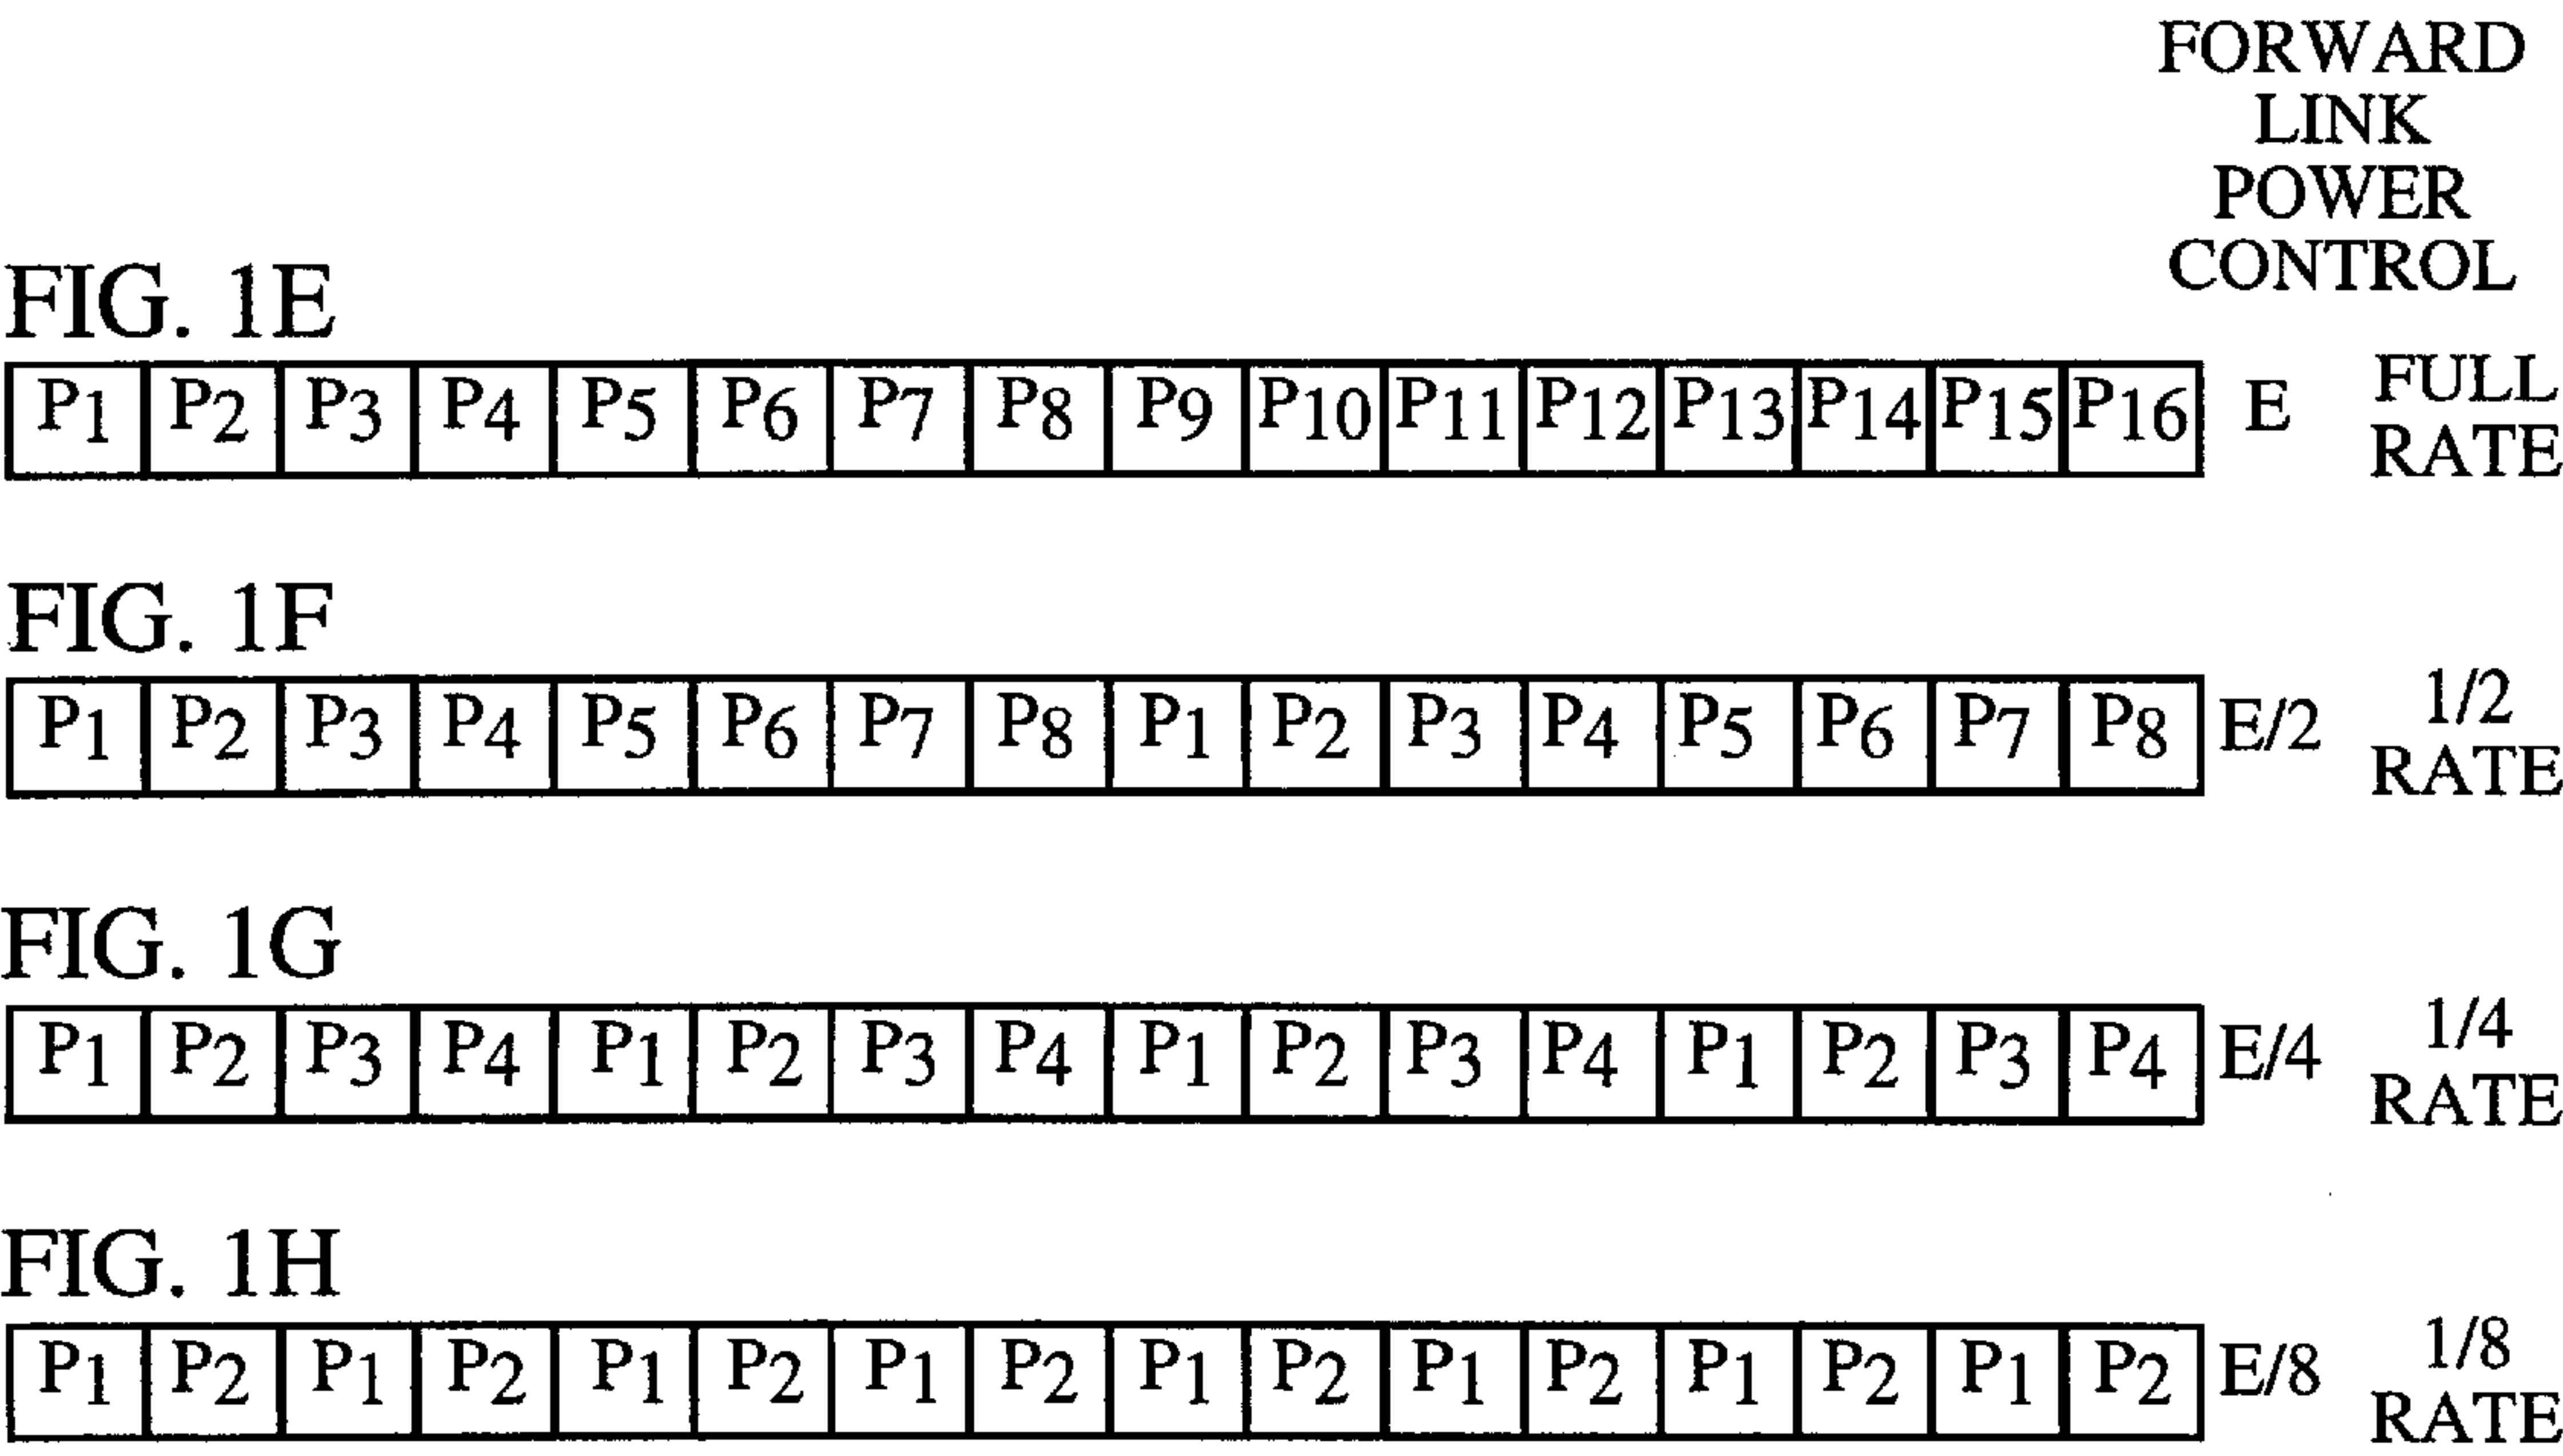 FORWARD
LINK
POWER
CONTROL
FIG. 1E
P1 P2 P3 P4 P5 P6 P7 P8 P9 P10 P11 P12 P13 P14 P15 P16 E FULL RATE
FIG. 1F
P1 P2 P3 P4 P5 P6 P7 P8 P1 P2 P3 P4 P5 P6 P7 P8 E/2 1/2 RATE
FIG. 1G
P1 P2 P3 P4 P1 P2 P3 P4 P1 P2 P3 P4 P1 P2 P3 P4 E/4 1/4 RATE
FIG. 1H
P1 P2 P1 P2 P1 P2 P1 P2 P1 P2 P1 P2 P1 P2 P1 P2 E/8 1/8 RATE